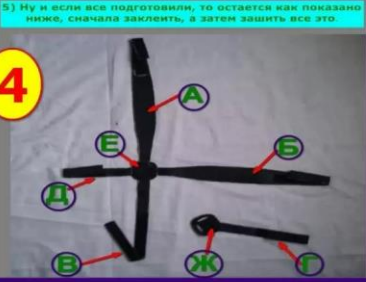 5) Ну и если все подготовили, то остается как показано
ниже, сначала заклеить, а затем зашить все это.
4
А
Е
Б
Д
В
Ж
Г